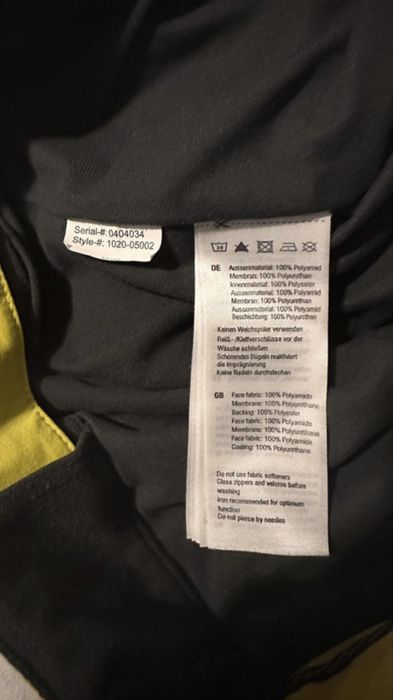 Serial-#: 0404034
Style-#: 1020-05002
30
DE Aussenmaterial: 100% Polyamid
Membran: 100% Polyurethan
Innenmaterial: 100% Polyester
Aussenmaterial: 100% Polyamid
Membran: 100% Polyurethan
Aussenmaterial: 100% Polyamid
Beschichtung: 100% Polyurethan
Keinen Weichspüler verwenden
Reiß- /Klettverschlüsse vor der
Wäsche schließen
Schonendes Bügeln reaktiviert
die Imprägnierung
Keine Nadeln durchstechen
GB Face fabric: 100% Polyamide
Membrane: 100% Polyurethane
Backing: 100% Polyester
Face fabric: 100% Polyamide
Membrane: 100% Polyurethane
Face fabric: 100% Polyamide
Coating: 100% Polyurethane
Do not use fabric softeners
Close zippers and velcros before
washing
Iron recommended for optimum
function
Do not pierce by needles